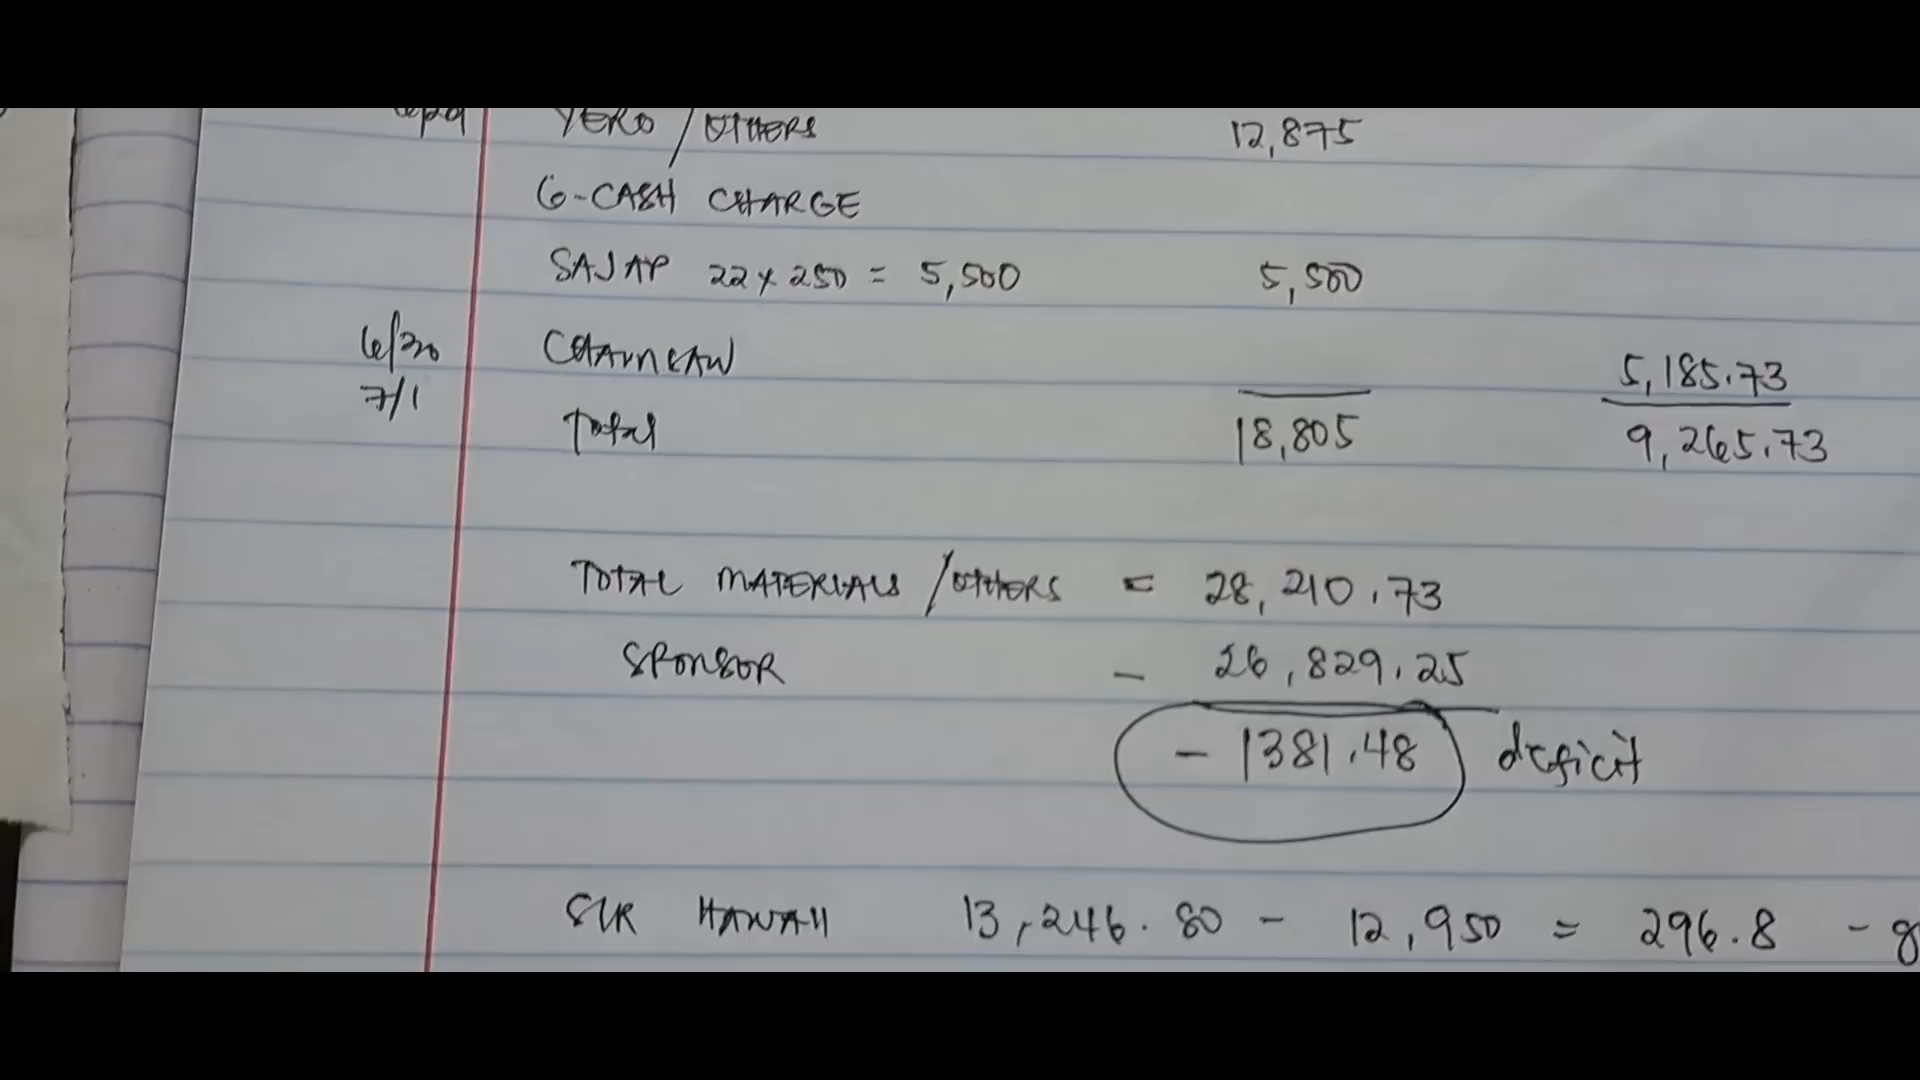 YERO / OTHERS 12,875
G-CASH CHARGE
SAJAP 22 x 250 = 5,500 5,500
6/30 CHAINSAW 5,185.73
7/1
Total 18,805 9,265.73
TOTAL MATERIALS / OTHERS = 28,210.73
SPONSOR - 26,829.25
- 1381.48 deficit
SIR HAWAII 13,246.80 - 12,950 = 296.8 -